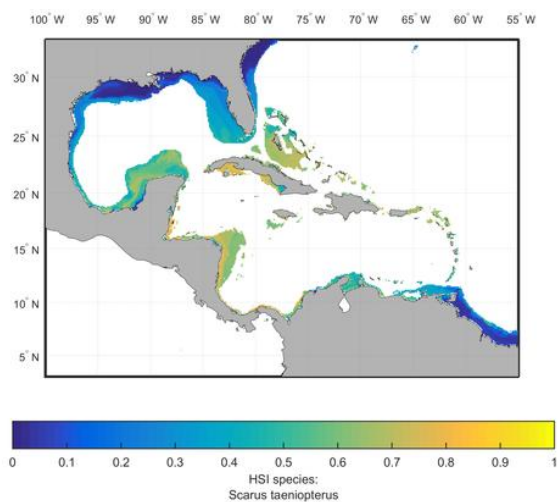 100° W 95° W 90° W 85° W 80° W 75° W 70° W 65° W 60° W 55° W
30° N
25° N
20° N
15° N
10° N
5° N
0 0.1 0.2 0.3 0.4 0.5 0.6 0.7 0.8 0.9 1
HSI species:
Scarus taeniopterus